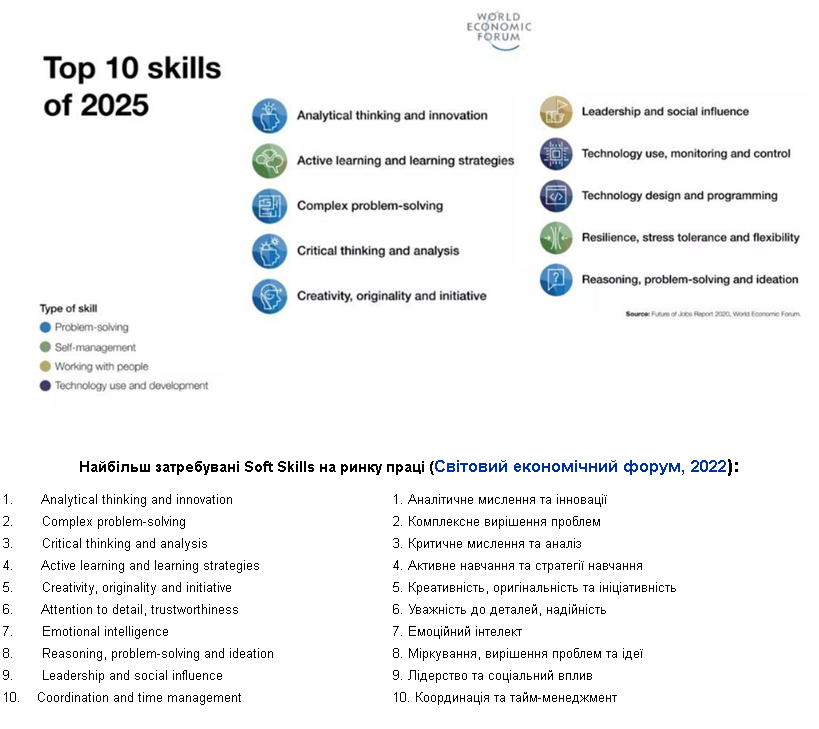 WORLD
ECONOMIC
FORUM
Top 10 skills
of 2025
Analytical thinking and innovation
Active learning and learning strategies
Complex problem-solving
Critical thinking and analysis
Creativity, originality and initiative
Leadership and social influence
Technology use, monitoring and control
Technology design and programming
Resilience, stress tolerance and flexibility
Reasoning, problem-solving and ideation
Type of skill
Problem-solving
Self-management
Working with people
Technology use and development
Source: Future of Jobs Report 2020, World Economic Forum.
Найбільш затребувані Soft Skills на ринку праці (Світовий економічний форум, 2022):
1. Analytical thinking and innovation
2. Complex problem-solving
3. Critical thinking and analysis
4. Active learning and learning strategies
5. Creativity, originality and initiative
6. Attention to detail, trustworthiness
7. Emotional intelligence
8. Reasoning, problem-solving and ideation
9. Leadership and social influence
10. Coordination and time management
1. Аналітичне мислення та інновації
2. Комплексне вирішення проблем
3. Критичне мислення та аналіз
4. Активне навчання та стратегії навчання
5. Креативність, оригінальність та ініціативність
6. Уважність до деталей, надійність
7. Емоційний інтелект
8. Міркування, вирішення проблем та ідеї
9. Лідерство та соціальний вплив
10. Координація та тайм-менеджмент